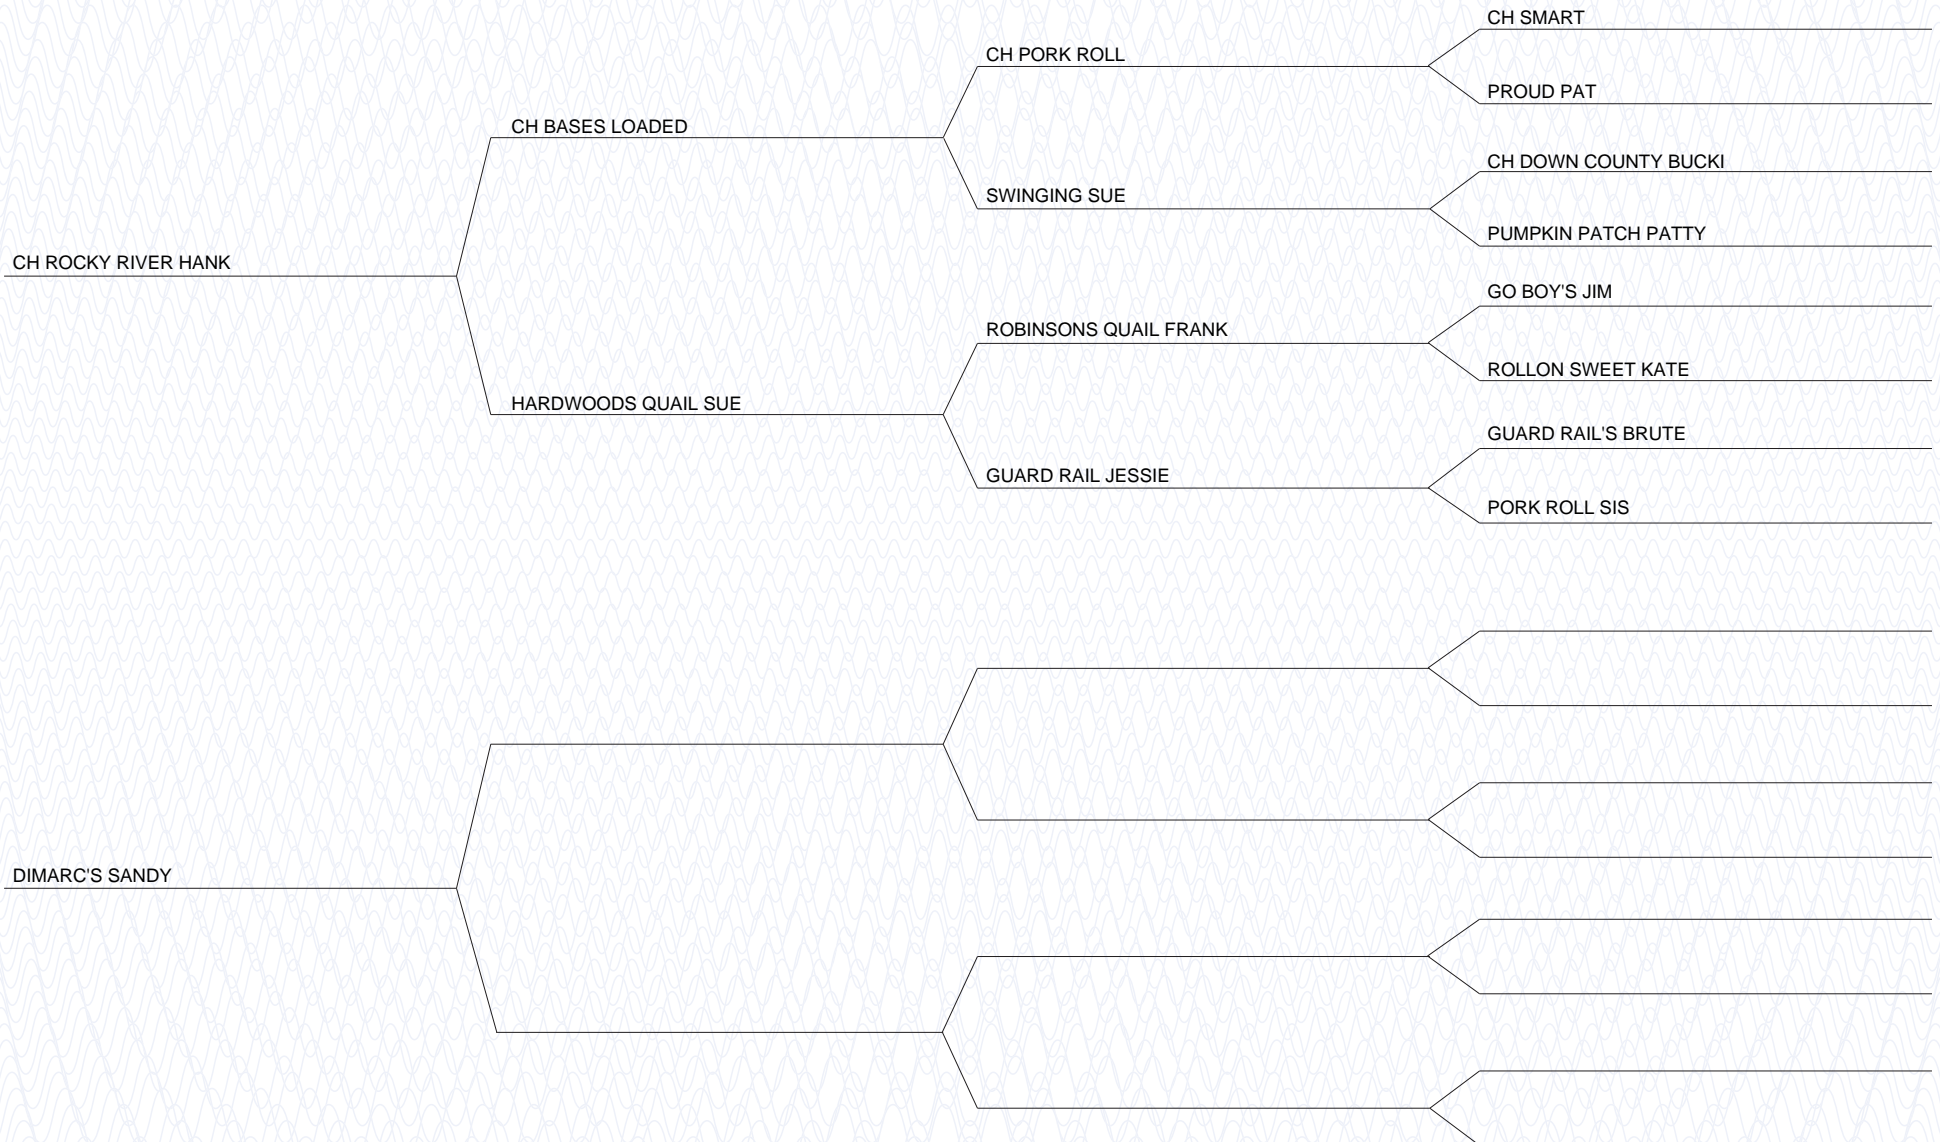 CH SMART
CH PORK ROLL
PROUD PAT
CH BASES LOADED
CH DOWN COUNTY BUCKI
SWINGING SUE
PUMPKIN PATCH PATTY
CH ROCKY RIVER HANK
GO BOY'S JIM
ROBINSONS QUAIL FRANK
ROLLON SWEET KATE
HARDWOODS QUAIL SUE
GUARD RAIL'S BRUTE
GUARD RAIL JESSIE
PORK ROLL SIS
DIMARC'S SANDY